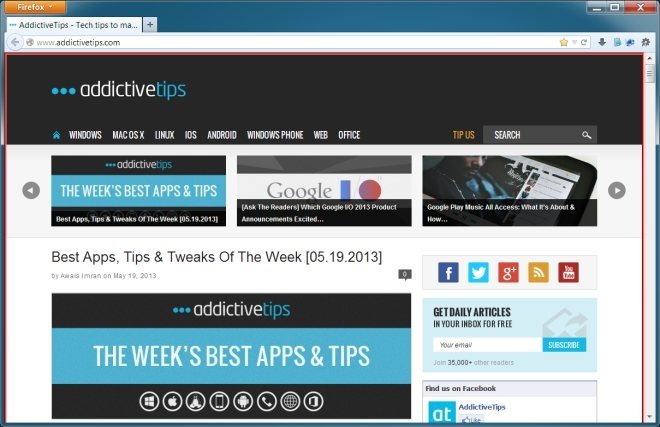 Firefox
AddictiveTips - Tech tips to ma...
www.addictivetips.com
addictivetips
WINDOWS MAC OS X LINUX IOS ANDROID WINDOWS PHONE WEB OFFICE TIP US SEARCH
addictivetips
THE WEEK'S BEST APPS & TIPS
Best Apps, Tips & Tweaks Of The Week [05.19.2013]
Google I/O
[Ask The Readers] Which Google I/O 2013 Product
Announcements Excited...
Google Play Music All Access: What It's About &
How...
Best Apps, Tips & Tweaks Of The Week [05.19.2013]
by Awais Imran on May 19, 2013
0
addictivetips
THE WEEK'S BEST APPS & TIPS
You
Tube
GET DAILY ARTICLES
IN YOUR INBOX FOR FREE
Your email
SUBSCRIBE
Join 35,000+ other readers
Find us on Facebook
at
AddictiveTips
Like